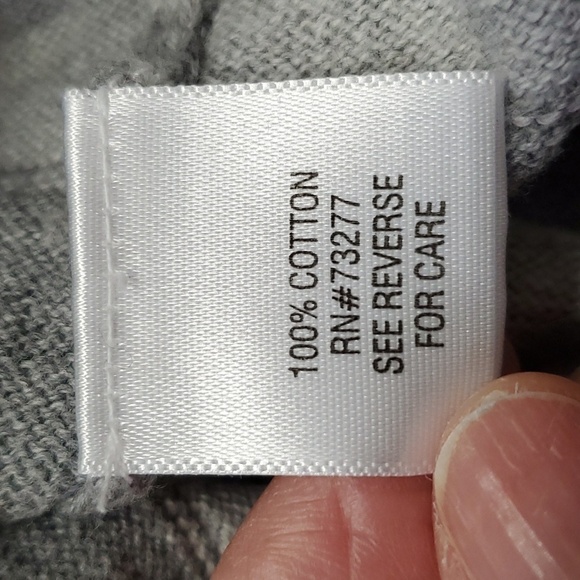 100% COTTON
RN#73277
SEE REVERSE
FOR CARE